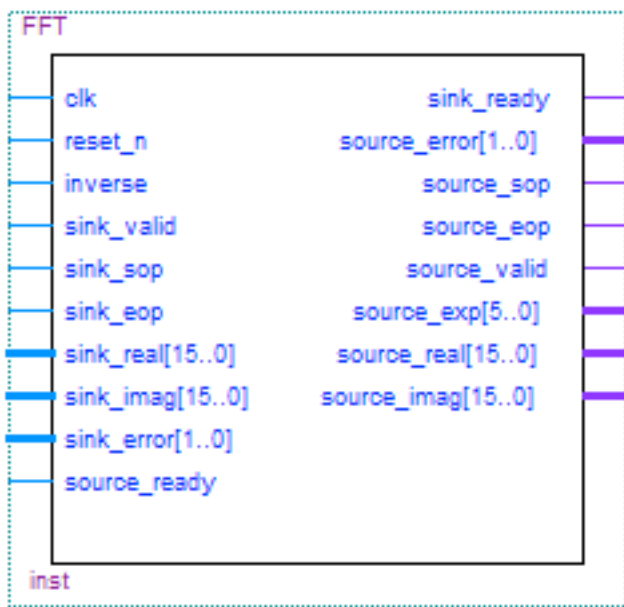 FFT
clk sink_ready
reset_n source_error[1..0]
inverse source_sop
sink_valid source_eop
sink_sop source_valid
sink_eop source_exp[5..0]
sink_real[15..0] source_real[15..0]
sink_imag[15..0] source_imag[15..0]
sink_error[1..0]
source_ready
inst